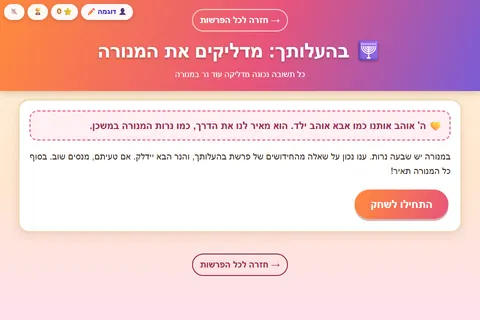 דוגמה
0
→ חזרה לכל הפרשות
בהעלותך: מדליקים את המנורה
כל תשובה נכונה מדליקה עוד נר במנורה
ה' אוהב אותנו כמו אבא אוהב ילד. הוא מאיר לנו את הדרך, כמו נרות המנורה במשכן.
במנורה יש שבעה נרות. ענו נכון על שאלה מהחידושים של פרשת בהעלותך, והנר הבא יידלק. אם טעיתם, מנסים שוב. בסוף
כל המנורה תאיר!
התחילו לשחק
→ חזרה לכל הפרשות